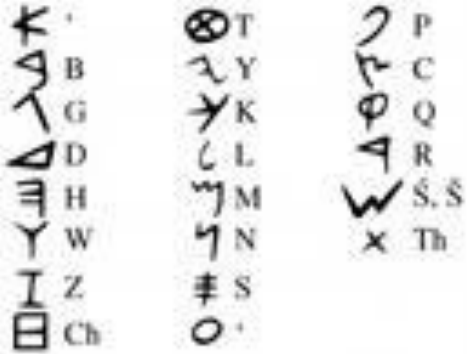 𐤀 ' 𐤈 T 𐤐 P
𐤁 B 𐤉 Y 𐤑 C
𐤂 G 𐤊 K 𐤒 Q
𐤃 D 𐤋 L 𐤓 R
𐤄 H 𐤌 M 𐤔 Š, Š
𐤅 W 𐤍 N 𐤕 Th
𐤆 Z 𐤎 S
𐤇 Ch 𐤏 '